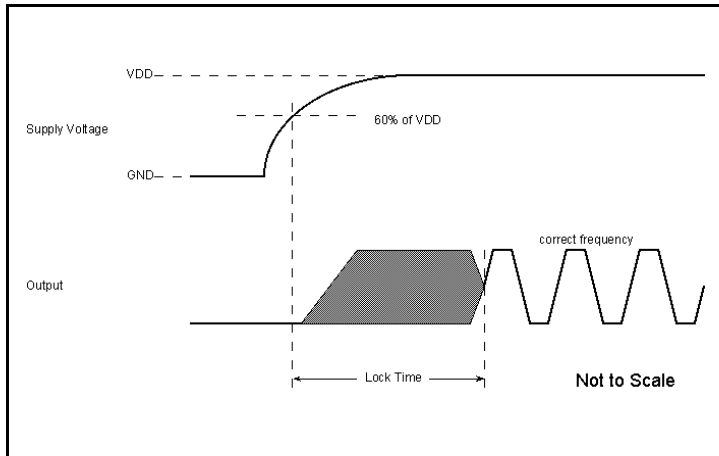 VDD
60% of VDD
Supply Voltage
GND
correct frequency
Output
Lock Time
Not to Scale